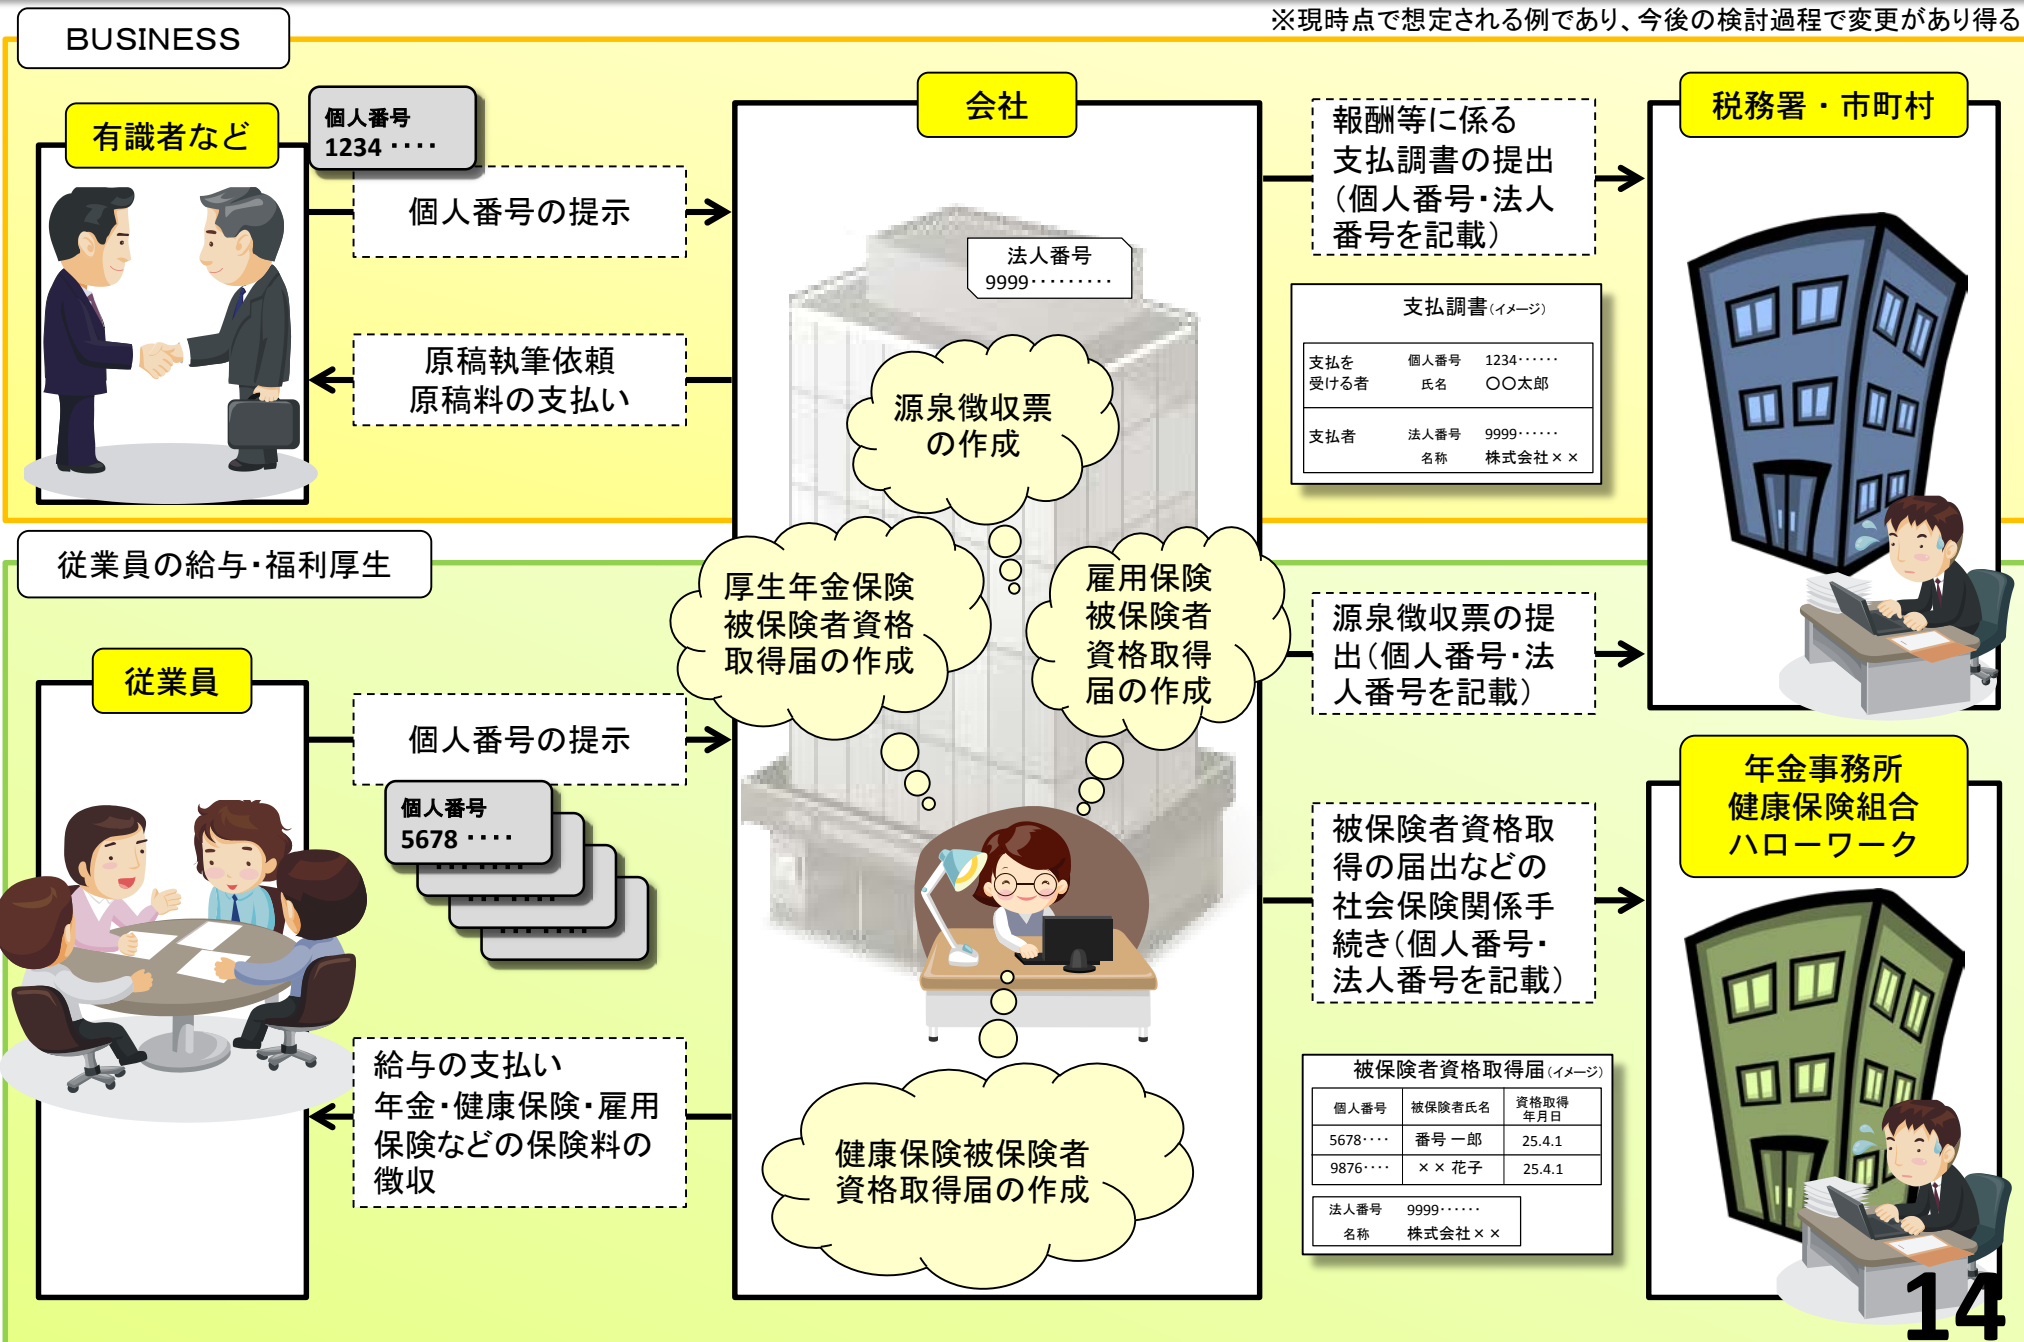 ※現時点で想定される例であり、今後の検討過程で変更があり得る
BUSINESS
有識者など
個人番号
1234 ････
個人番号の提示
原稿執筆依頼
原稿料の支払い
会社
法人番号
9999･････････
源泉徴収票
の作成
厚生年金保険
被保険者資格
取得届の作成
雇用保険
被保険者
資格取得
届の作成
健康保険被保険者
資格取得届の作成
報酬等に係る
支払調書の提出
（個人番号・法人
番号を記載）
支払調書(イメージ)
支払を
受ける者
個人番号 1234･･････
氏名 〇〇太郎
支払者
法人番号 9999･･････
名称 株式会社××
税務署・市町村
従業員の給与・福利厚生
従業員
個人番号の提示
個人番号
5678 ････
給与の支払い
年金・健康保険・雇用
保険などの保険料の
徴収
源泉徴収票の提
出（個人番号・法
人番号を記載）
被保険者資格取
得の届出などの
社会保険関係手
続き（個人番号・
法人番号を記載）
被保険者資格取得届(イメージ)
個人番号 被保険者氏名 資格取得
年月日
5678････ 番号 一郎 25.4.1
9876････ ×× 花子 25.4.1
法人番号 9999･･････
名称 株式会社××
年金事務所
健康保険組合
ハローワーク
14